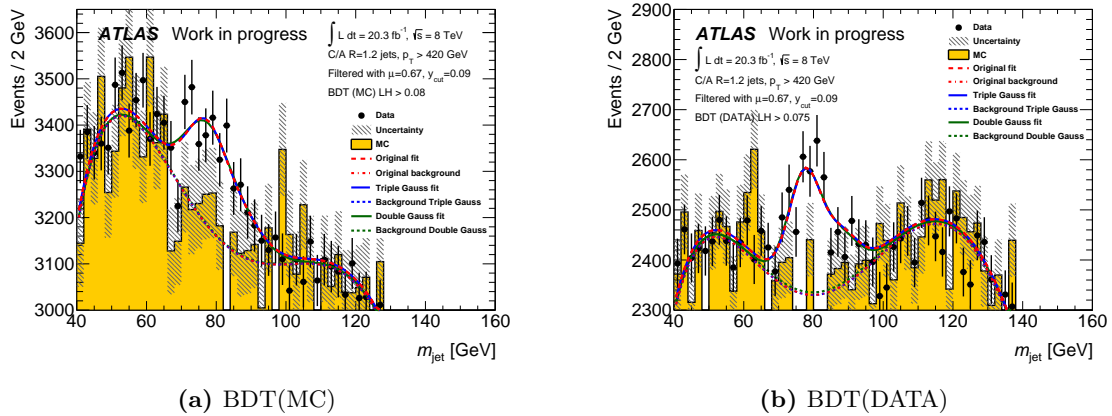 Events / 2 GeV
3600
3500
3400
3300
3200
3100
3000
ATLAS Work in progress
∫ L dt = 20.3 fb⁻¹, √s = 8 TeV
C/A R=1.2 jets, p_T > 420 GeV
Filtered with μ=0.67, y_cut=0.09
BDT (MC) LH > 0.08
Data
Uncertainty
MC
Original fit
Original background
Triple Gauss fit
Background Triple Gauss
Double Gauss fit
Background Double Gauss
40 60 80 100 120 140 160
m_jet [GeV]
(a) BDT(MC)
Events / 2 GeV
2900
2800
2700
2600
2500
2400
2300
ATLAS Work in progress
∫ L dt = 20.3 fb⁻¹, √s = 8 TeV
C/A R=1.2 jets, p_T > 420 GeV
Filtered with μ=0.67, y_cut=0.09
BDT (DATA) LH > 0.075
Data
Uncertainty
MC
Original fit
Original background
Triple Gauss fit
Background Triple Gauss
Double Gauss fit
Background Double Gauss
40 60 80 100 120 140 160
m_jet [GeV]
(b) BDT(DATA)